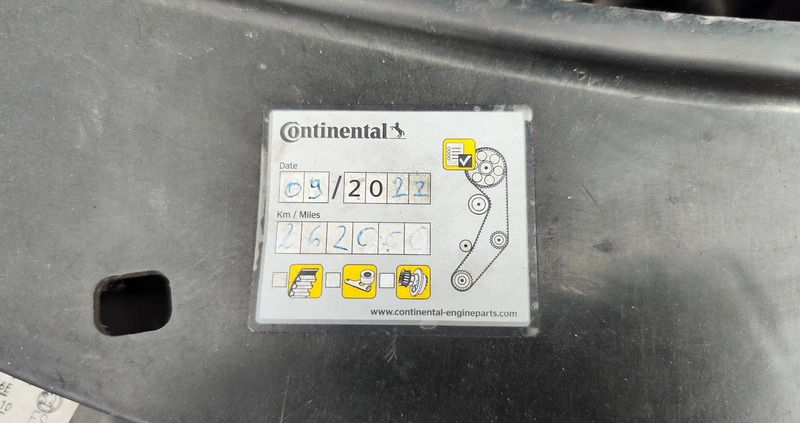 Continental
Date
09/2022
Km / Miles
262000
www.continental-engineparts.com